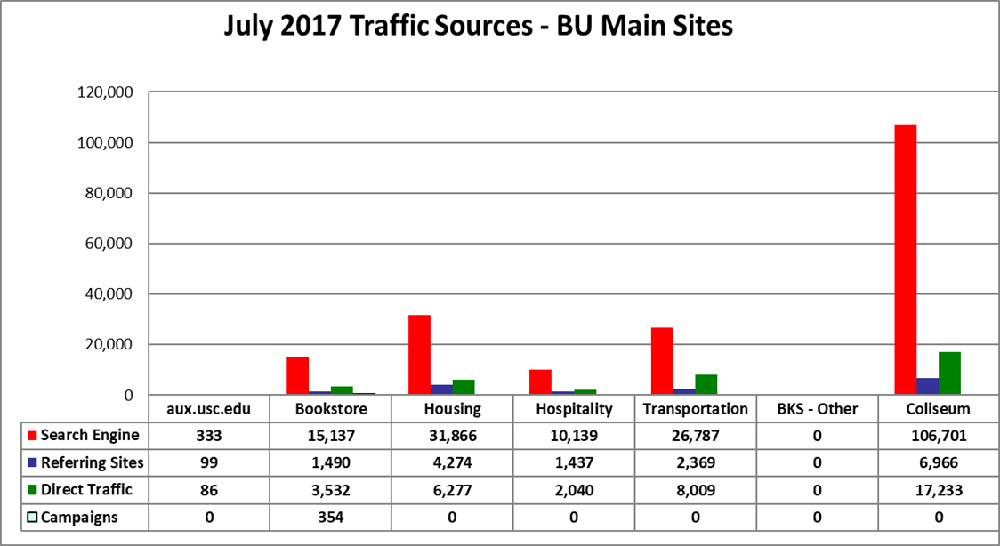 July 2017 Traffic Sources - BU Main Sites
120,000
100,000
80,000
60,000
40,000
20,000
0
aux.usc.edu Bookstore Housing Hospitality Transportation BKS - Other Coliseum
Search Engine 333 15,137 31,866 10,139 26,787 0 106,701
Referring Sites 99 1,490 4,274 1,437 2,369 0 6,966
Direct Traffic 86 3,532 6,277 2,040 8,009 0 17,233
Campaigns 0 354 0 0 0 0 0